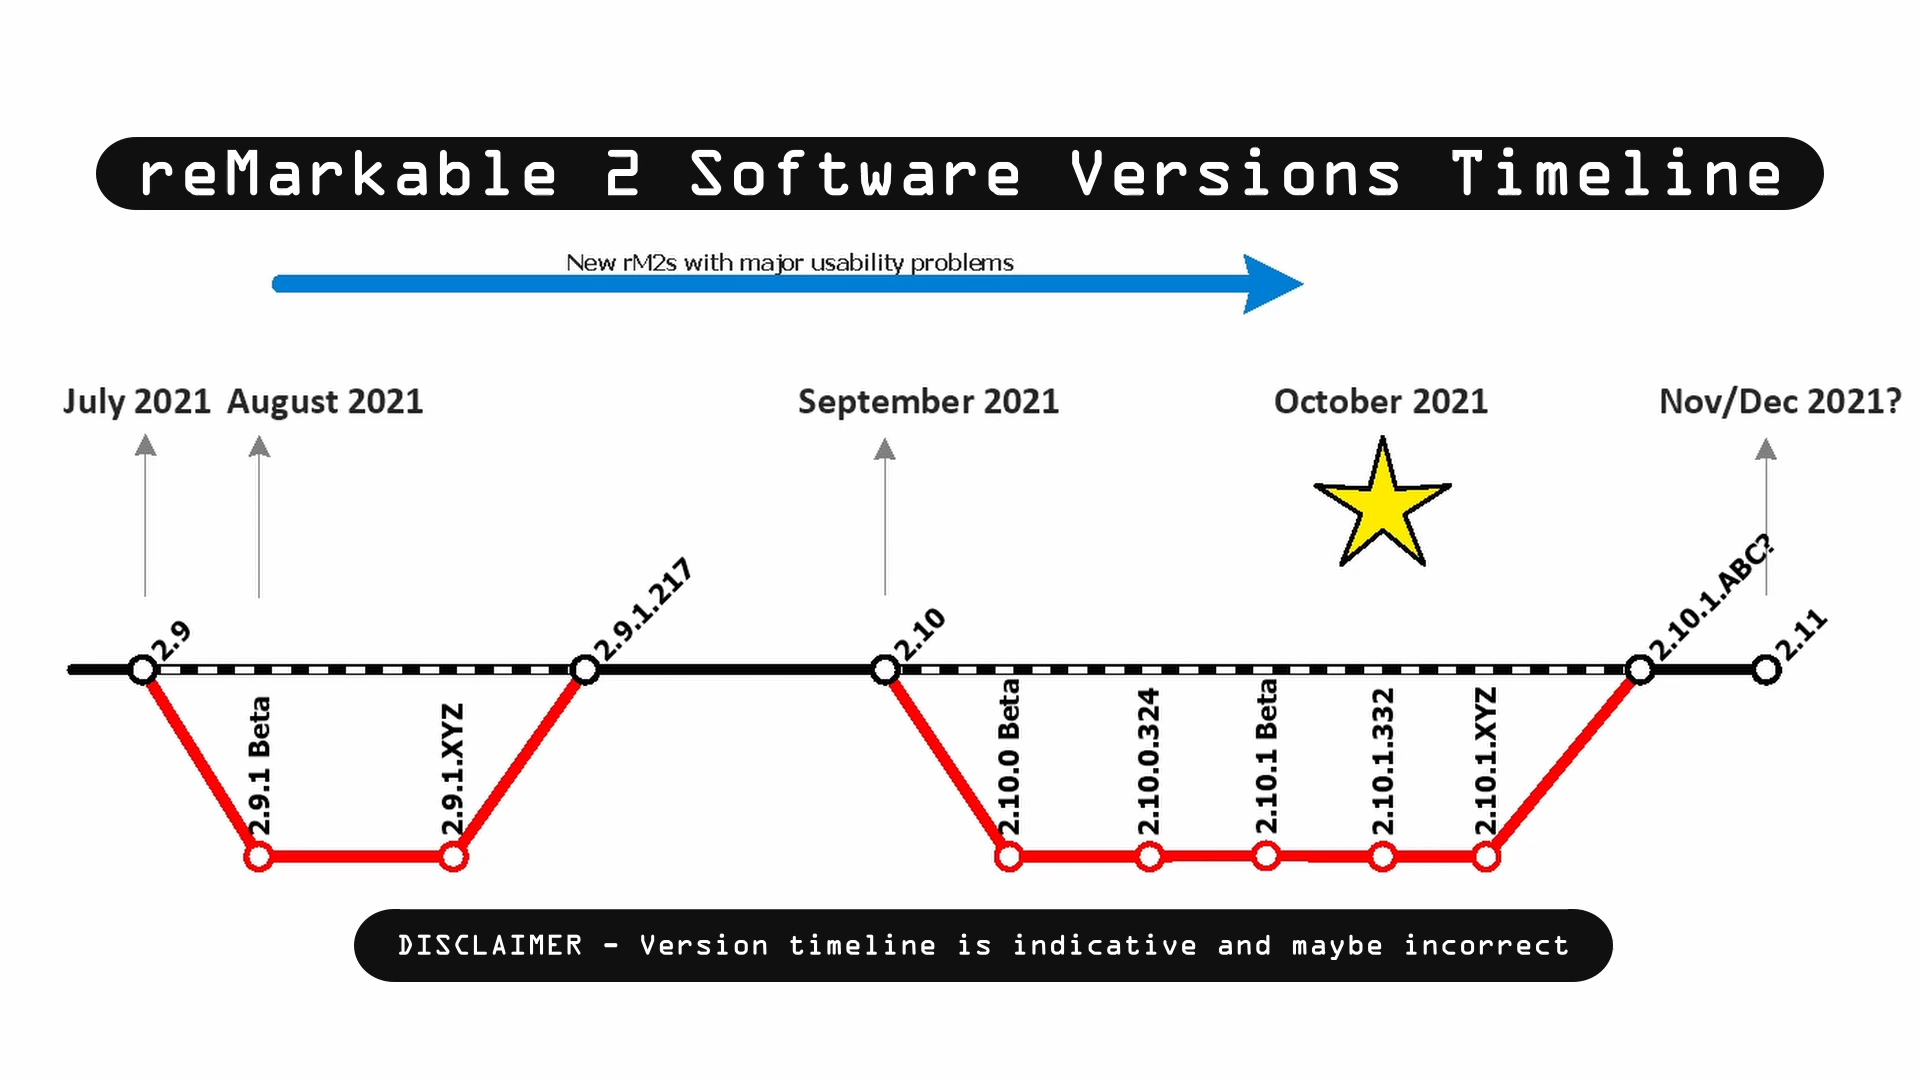 reMarkable 2 Software Versions Timeline
New rM2s with major usability problems
July 2021 August 2021 September 2021 October 2021 Nov/Dec 2021?
2.9
2.9.1.217
2.10
2.10.1.ABC?
2.11
2.9.1 Beta
2.9.1.XYZ
2.10.0 Beta
2.10.0.324
2.10.1 Beta
2.10.1.332
2.10.1.XYZ
DISCLAIMER - Version timeline is indicative and maybe incorrect